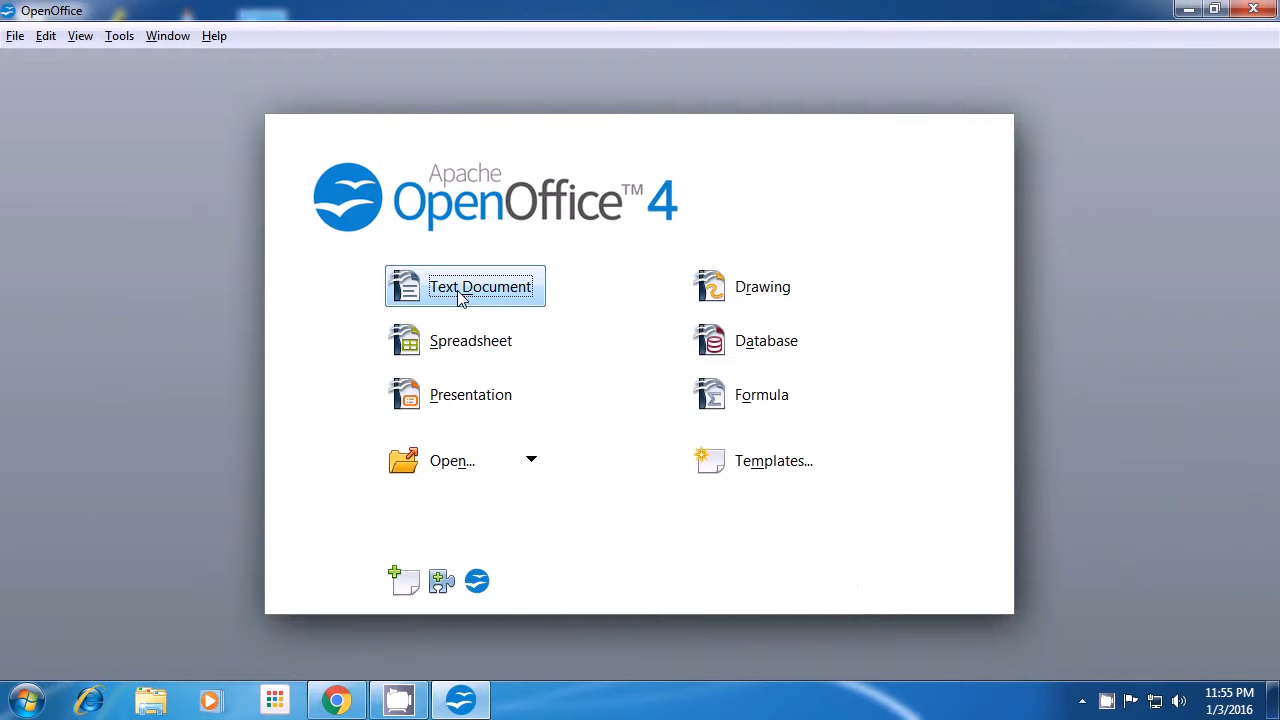 OpenOffice
File Edit View Tools Window Help
Apache
OpenOffice™ 4
Text Document
Drawing
Spreadsheet
Database
Presentation
Formula
Open...
Templates...
11:55 PM
1/3/2016